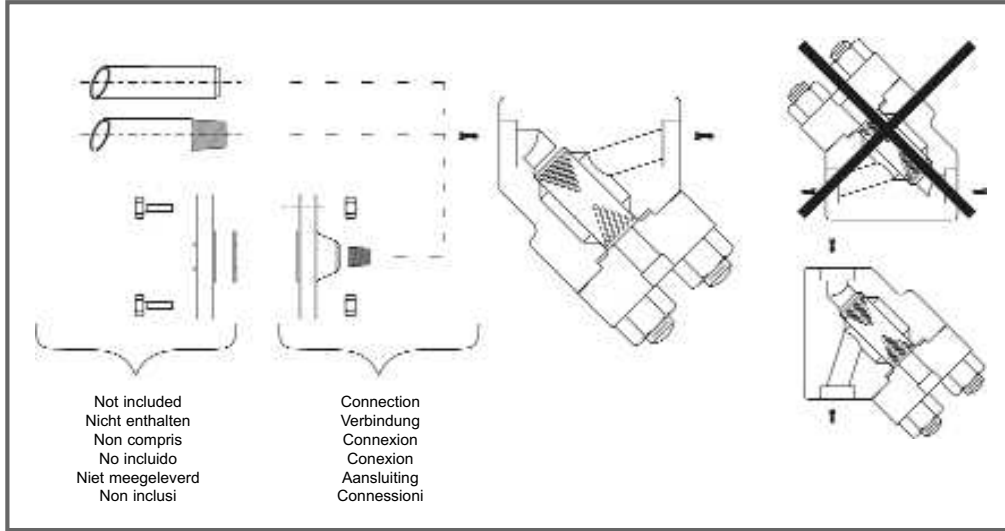 Not included
Nicht enthalten
Non compris
No incluido
Niet meegeleverd
Non inclusi
Connection
Verbindung
Connexion
Conexion
Aansluiting
Connessioni